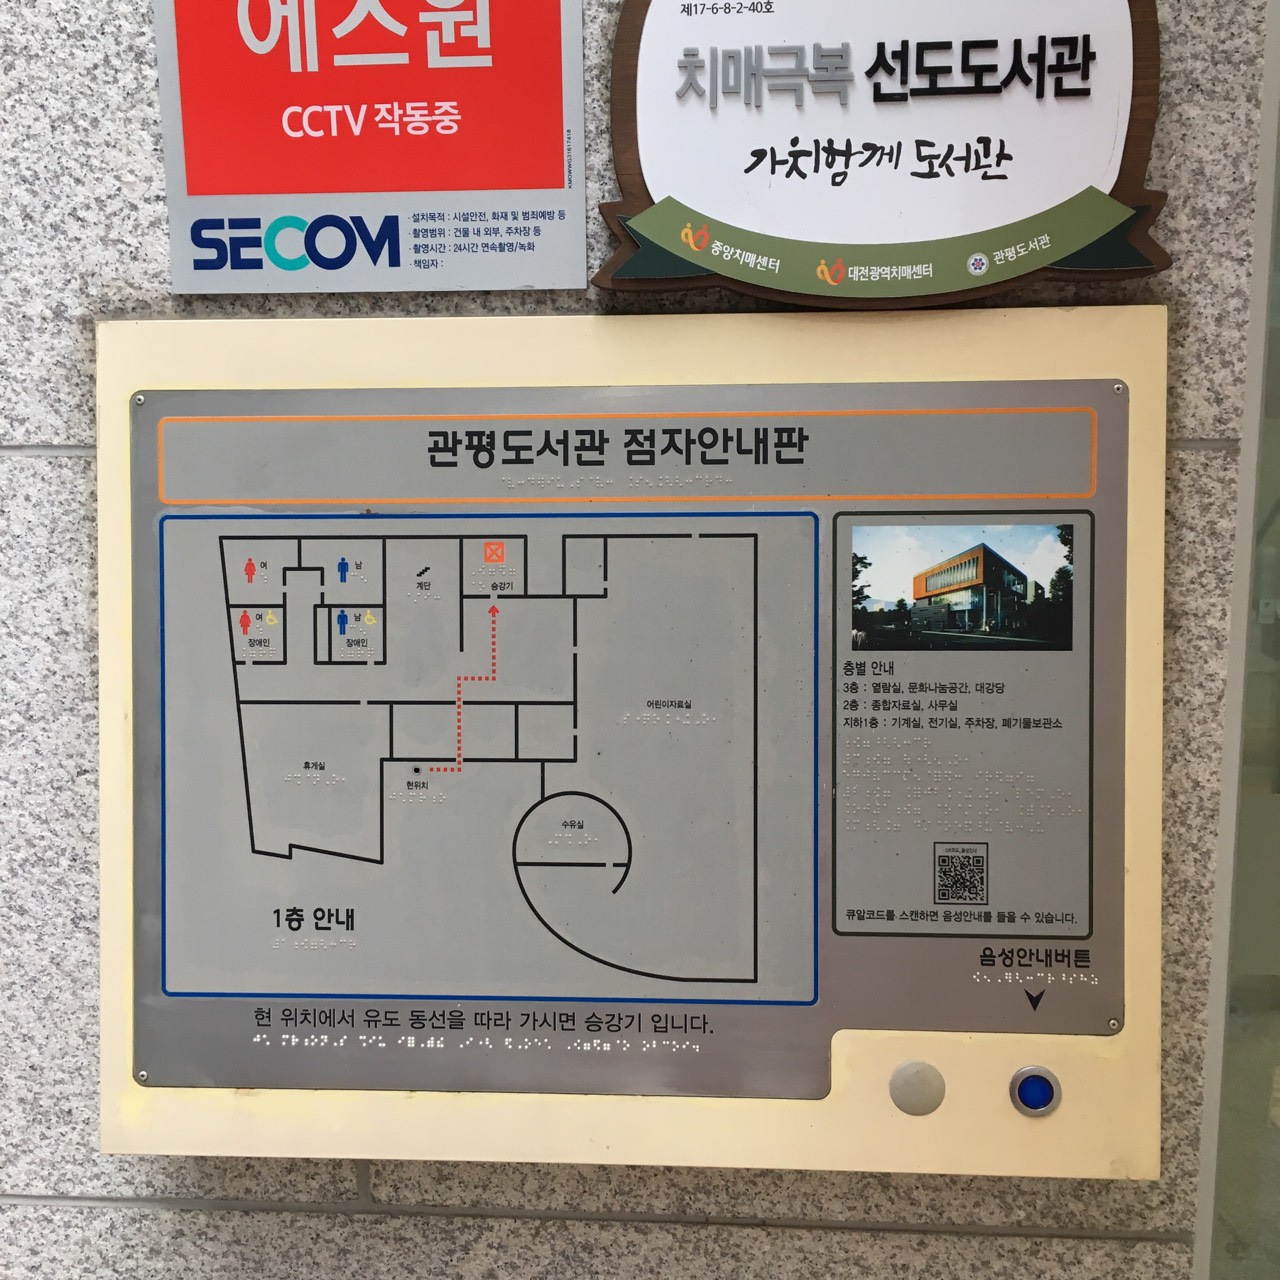 에스원
CCTV 작동중
KMGWWG31617418
SECOM
· 설치목적 : 시설안전, 화재 및 범죄예방 등
· 촬영범위 : 건물 내 외부, 주차장 등
· 촬영시간 : 24시간 연속촬영/녹화
· 책임자 :
제17-6-8-2-40호
치매극복 선도도서관
가치함께 도서관
중앙치매센터
대전광역치매센터
관평도서관
관평도서관 점자안내판
여
남
계단
승강기
여
장애인
남
장애인
어린이자료실
휴게실
현위치
수유실
1층 안내
현 위치에서 유도 동선을 따라 가시면 승강기 입니다.
층별 안내
3층 : 열람실, 문화나눔공간, 대강당
2층 : 종합자료실, 사무실
지하1층 : 기계실, 전기실, 주차장, 폐기물보관소
큐알코드를 스캔하면 음성안내를 들을 수 있습니다.
음성안내버튼